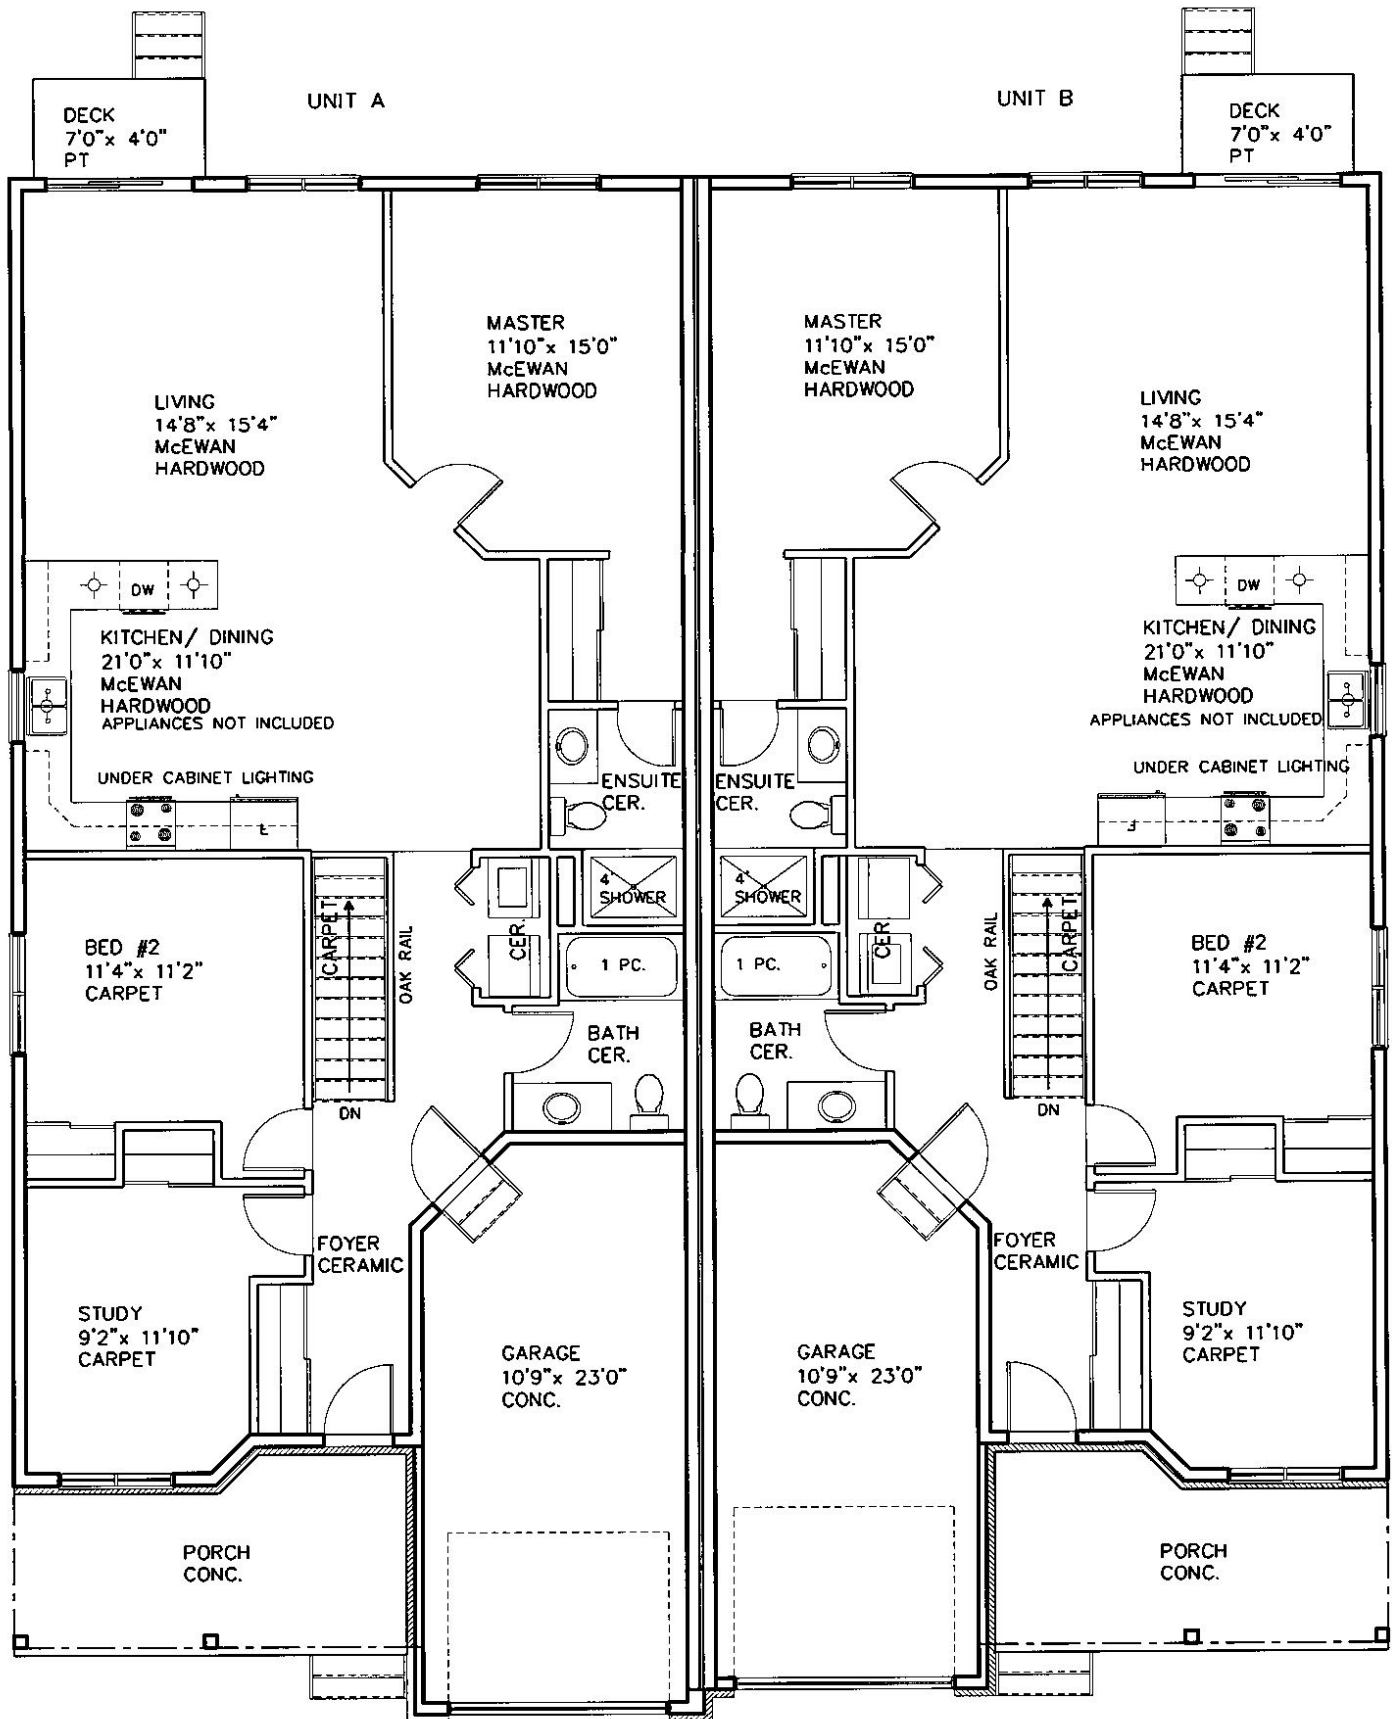 UNIT A
UNIT B
DECK
7'0"x 4'0"
PT
DECK
7'0"x 4'0"
PT
MASTER
11'10"x 15'0"
McEWAN
HARDWOOD
MASTER
11'10"x 15'0"
McEWAN
HARDWOOD
LIVING
14'8"x 15'4"
McEWAN
HARDWOOD
LIVING
14'8"x 15'4"
McEWAN
HARDWOOD
DW
DW
KITCHEN/ DINING
21'0"x 11'10"
McEWAN
HARDWOOD
APPLIANCES NOT INCLUDED
KITCHEN/ DINING
21'0"x 11'10"
McEWAN
HARDWOOD
APPLIANCES NOT INCLUDED
UNDER CABINET LIGHTING
UNDER CABINET LIGHTING
ENSUITE
CER.
ENSUITE
CER.
4'
SHOWER
4'
SHOWER
BED #2
11'4"x 11'2"
CARPET
CARPET
OAK RAIL
CER.
1 PC.
1 PC.
CER.
OAK RAIL
CARPET
BED #2
11'4"x 11'2"
CARPET
BATH
CER.
BATH
CER.
DN
DN
FOYER
CERAMIC
FOYER
CERAMIC
STUDY
9'2"x 11'10"
CARPET
STUDY
9'2"x 11'10"
CARPET
GARAGE
10'9"x 23'0"
CONC.
GARAGE
10'9"x 23'0"
CONC.
PORCH
CONC.
PORCH
CONC.